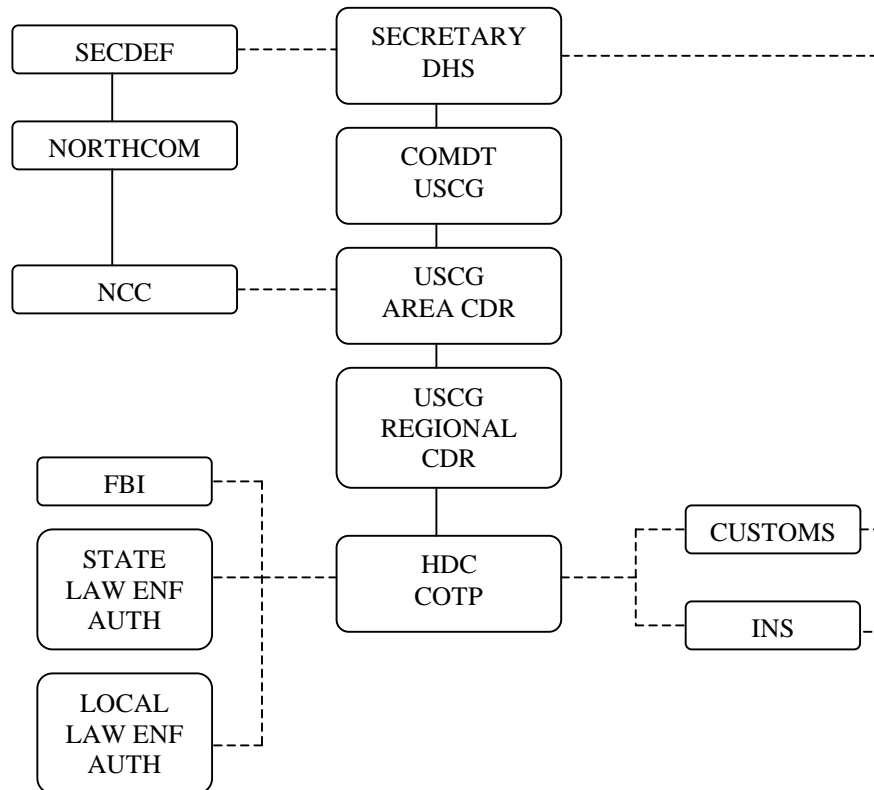 SECDEF
SECRETARY
DHS
NORTHCOM
COMDT
USCG
NCC
USCG
AREA CDR
USCG
REGIONAL
CDR
FBI
STATE
LAW ENF
AUTH
HDC
COTP
CUSTOMS
INS
LOCAL
LAW ENF
AUTH